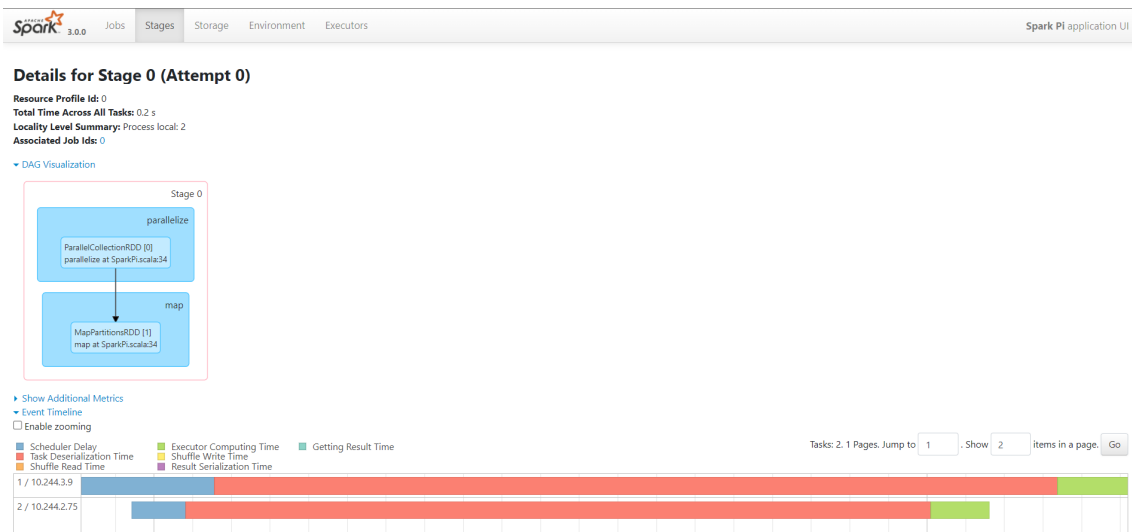 APACHE Spark 3.0.0 Jobs Stages Storage Environment Executors Spark Pi application UI
Details for Stage 0 (Attempt 0)
Resource Profile Id: 0
Total Time Across All Tasks: 0.2 s
Locality Level Summary: Process local: 2
Associated Job Ids: 0
DAG Visualization
Stage 0
parallelize
ParallelCollectionRDD [0]
parallelize at SparkPi.scala:34
map
MapPartitionsRDD [1]
map at SparkPi.scala:34
Show Additional Metrics
Event Timeline
Enable zooming
Tasks: 2. 1 Pages. Jump to 1 . Show 2 items in a page. Go
Scheduler Delay Executor Computing Time Getting Result Time
Task Deserialization Time Shuffle Write Time
Shuffle Read Time Result Serialization Time
1 / 10.244.3.9
2 / 10.244.2.75